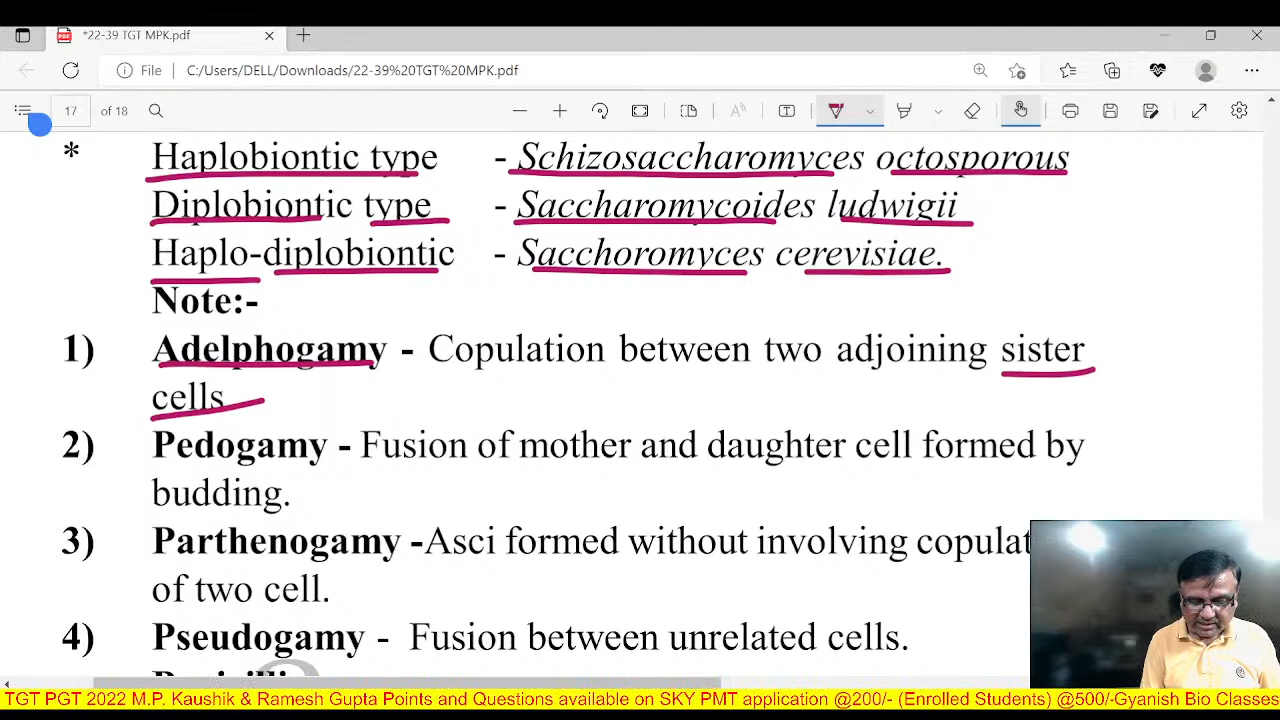 *22-39 TGT MPK.pdf
File C:/Users/DELL/Downloads/22-39%20TGT%20MPK.pdf
17 of 18
* Haplobiontic type - Schizosaccharomyces octosporous
Diplobiontic type - Saccharomycoides ludwigii
Haplo-diplobiontic - Sacchoromyces cerevisiae.
Note:-
1) Adelphogamy - Copulation between two adjoining sister
cells
2) Pedogamy - Fusion of mother and daughter cell formed by
budding.
3) Parthenogamy -Asci formed without involving copulat
of two cell.
4) Pseudogamy - Fusion between unrelated cells.
TGT PGT 2022 M.P. Kaushik & Ramesh Gupta Points and Questions available on SKY PMT application @200/- (Enrolled Students) @500/-Gyanish Bio Classes